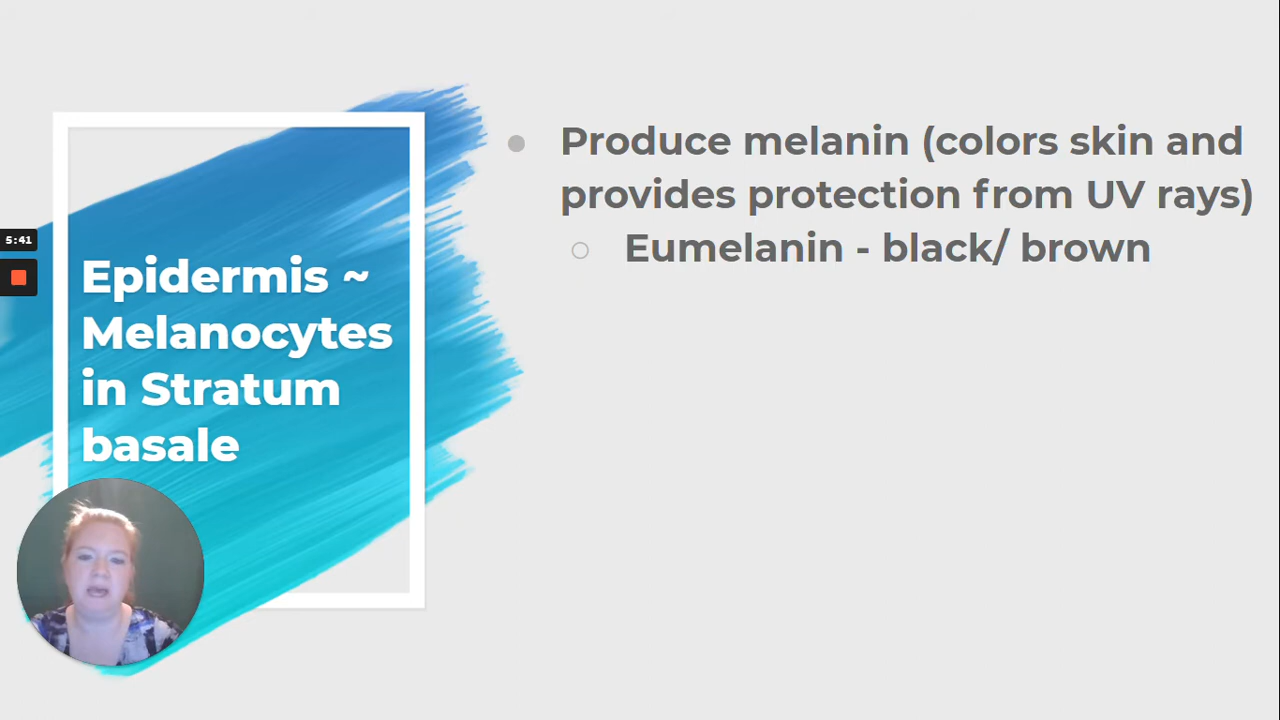 Produce melanin (colors skin and
provides protection from UV rays)
Eumelanin - black/ brown
5:41
Epidermis ~
Melanocytes
in Stratum
basale